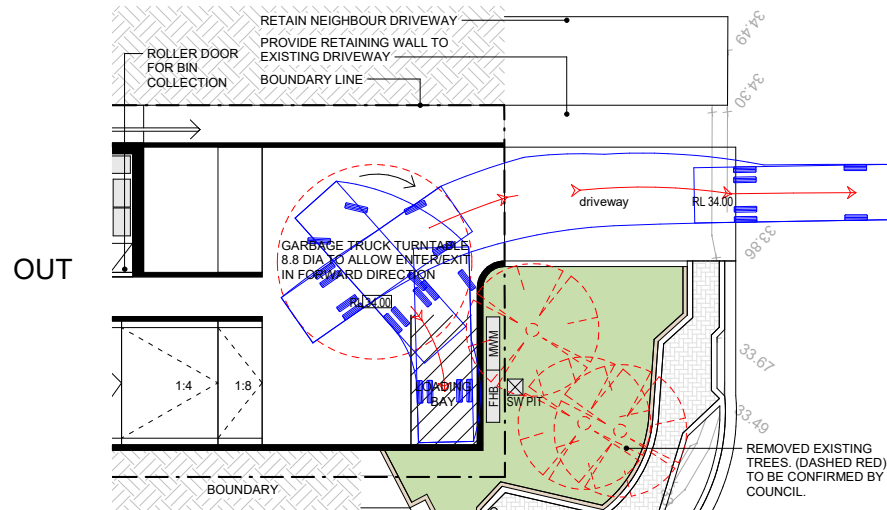 RETAIN NEIGHBOUR DRIVEWAY
PROVIDE RETAINING WALL TO
EXISTING DRIVEWAY
BOUNDARY LINE
ROLLER DOOR
FOR BIN
COLLECTION
34.49
34.30
driveway
RL 34.00
33.86
OUT
GARBAGE TRUCK TURNTABLE
8.8 DIA TO ALLOW ENTER/EXIT
IN FORWARD DIRECTION
RL 34.00
MWM
FHB
SW PIT
LOADING
BAY
1:4
1:8
33.67
33.49
REMOVED EXISTING
TREES. (DASHED RED)
TO BE CONFIRMED BY
COUNCIL.
BOUNDARY